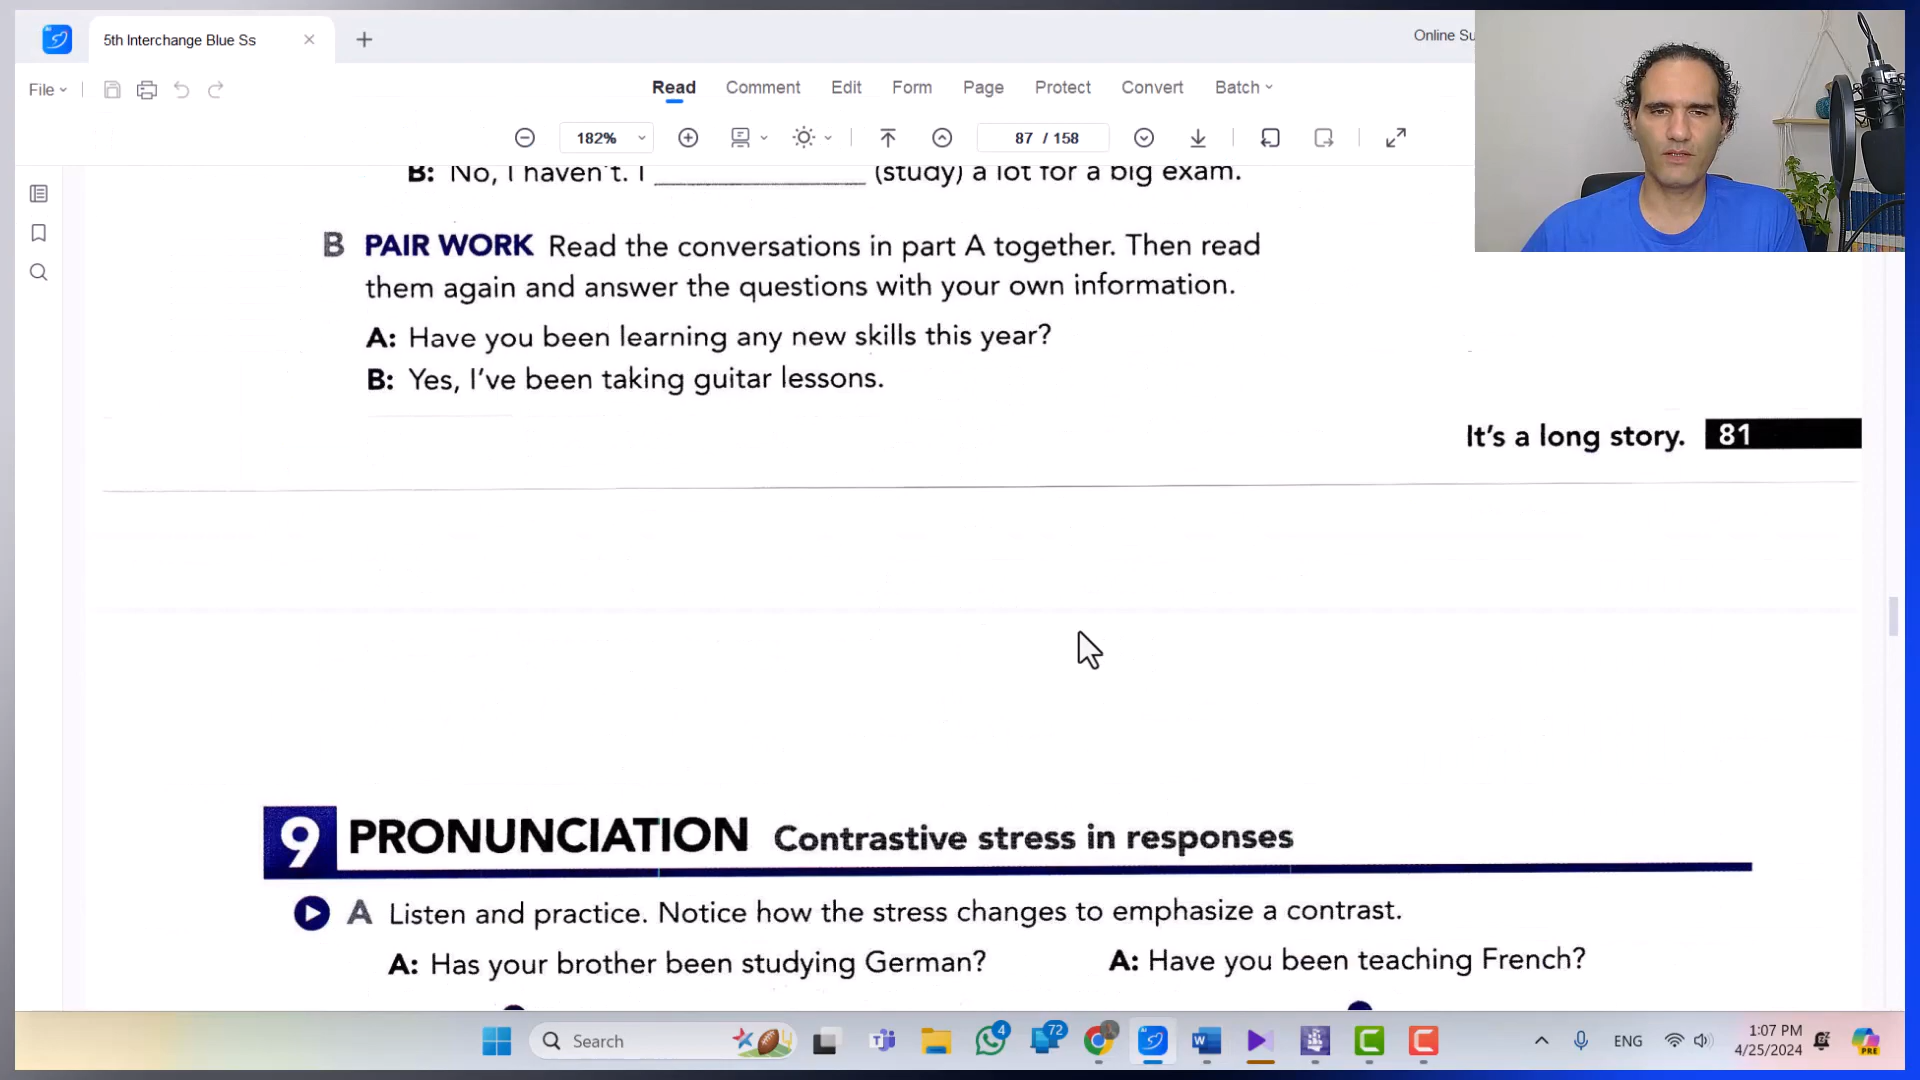 5th Interchange Blue Ss
Online Su
File
Read Comment Edit Form Page Protect Convert Batch
182%
87 / 158
B: No, I haven't. I ______________ (study) a lot for a big exam.
B PAIR WORK Read the conversations in part A together. Then read
them again and answer the questions with your own information.
A: Have you been learning any new skills this year?
B: Yes, I've been taking guitar lessons.
It's a long story. 81
9 PRONUNCIATION Contrastive stress in responses
A Listen and practice. Notice how the stress changes to emphasize a contrast.
A: Has your brother been studying German?
A: Have you been teaching French?
Search
4
72
ENG
1:07 PM
4/25/2024
PRE